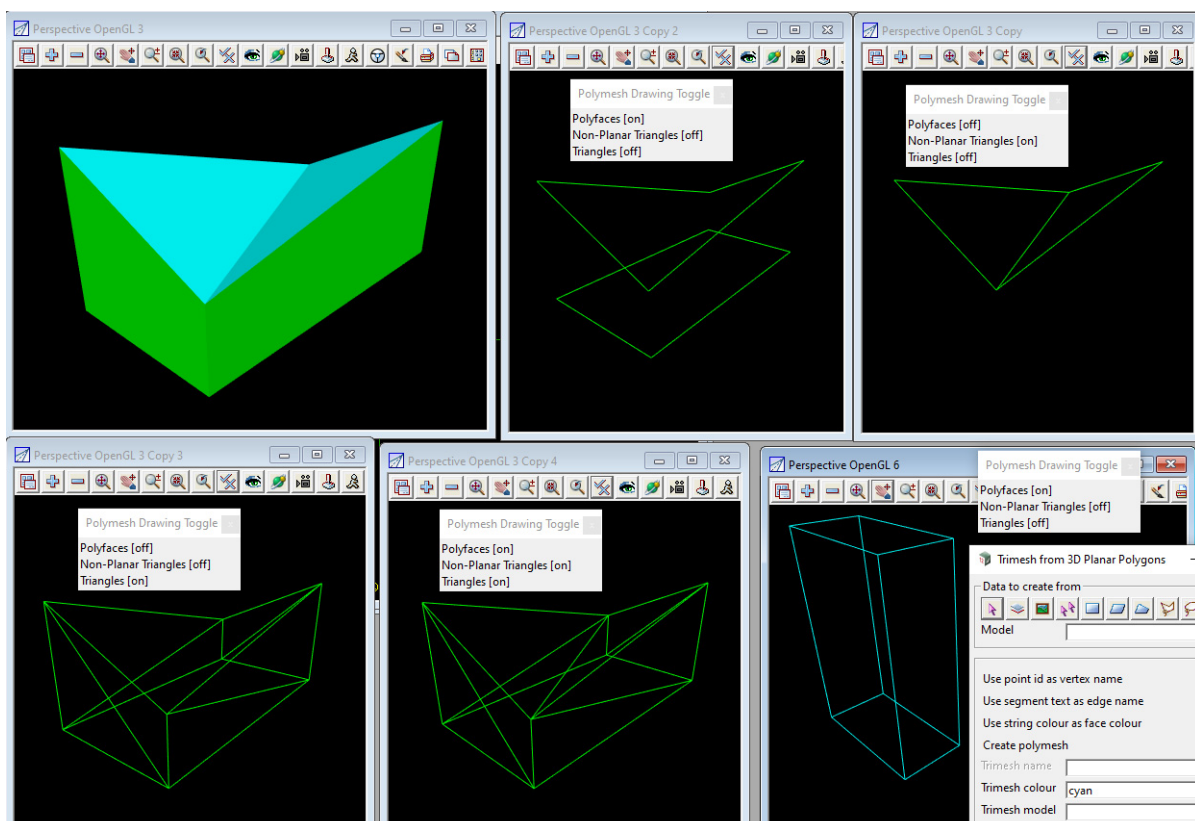 Perspective OpenGL 3
Perspective OpenGL 3 Copy 2
Polymesh Drawing Toggle
Polyfaces [on]
Non-Planar Triangles [off]
Triangles [off]
Perspective OpenGL 3 Copy
Polymesh Drawing Toggle
Polyfaces [off]
Non-Planar Triangles [on]
Triangles [off]
Perspective OpenGL 3 Copy 3
Polymesh Drawing Toggle
Polyfaces [off]
Non-Planar Triangles [off]
Triangles [on]
Perspective OpenGL 3 Copy 4
Polymesh Drawing Toggle
Polyfaces [on]
Non-Planar Triangles [on]
Triangles [on]
Perspective OpenGL 6
Polymesh Drawing Toggle
Polyfaces [on]
Non-Planar Triangles [off]
Triangles [off]
Trimesh from 3D Planar Polygons
Data to create from
Model
Use point id as vertex name
Use segment text as edge name
Use string colour as face colour
Create polymesh
Trimesh name
Trimesh colour cyan
Trimesh model